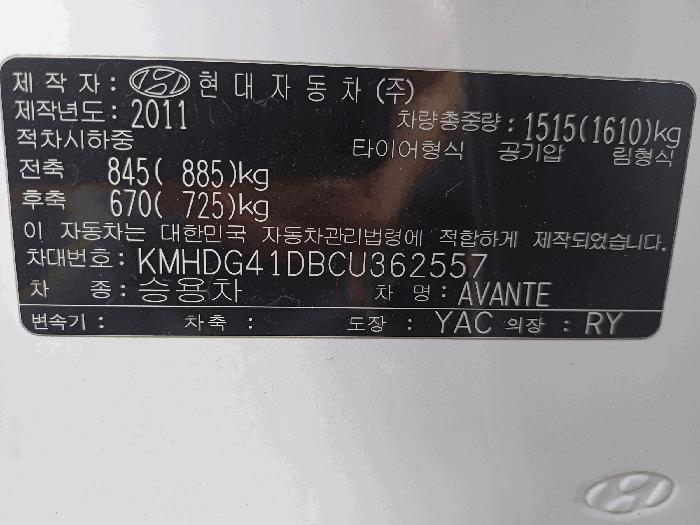 제 작 자 : 현대자동차(주)
제작년도 : 2011 차량총중량 : 1515(1610)kg
적차시하중 타이어형식 공기압 림형식
전축 845( 885)kg
후축 670( 725)kg
이 자동차는 대한민국 자동차관리법령에 적합하게 제작되었습니다.
차대번호 : KMHDG41DBCU362557
차 종 : 승용차 차 명 : AVANTE
변속기 : 차축 : 도장 : YAC 의장 : RY